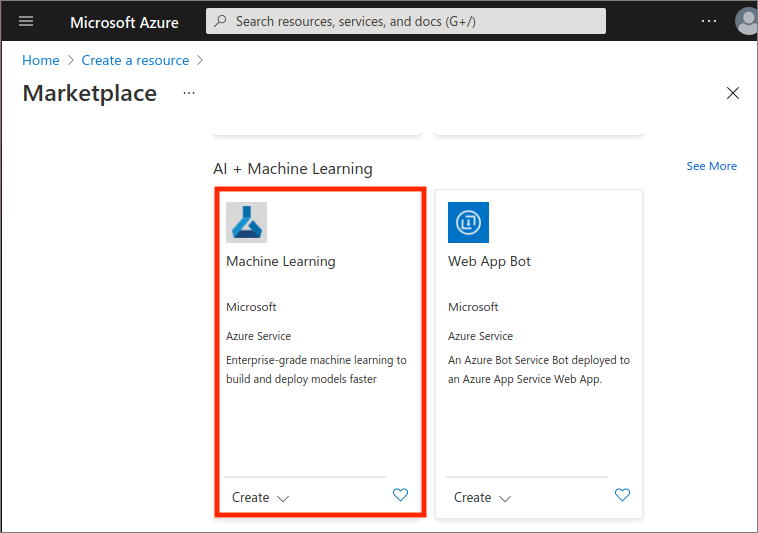 Microsoft Azure
Search resources, services, and docs (G+/)
Home > Create a resource >
Marketplace ...
AI + Machine Learning
See More
Machine Learning
Microsoft
Azure Service
Enterprise-grade machine learning to
build and deploy models faster
Create
Web App Bot
Microsoft
Azure Service
An Azure Bot Service Bot deployed to
an Azure App Service Web App.
Create